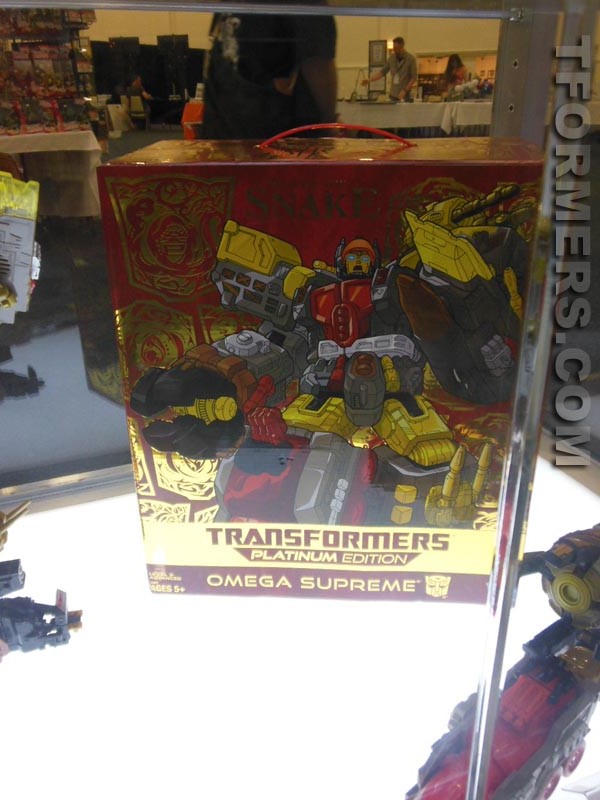 SNAKE
TRANSFORMERS
PLATINUM EDITION
OMEGA SUPREME
AGES 5+
TFORMERS.COM